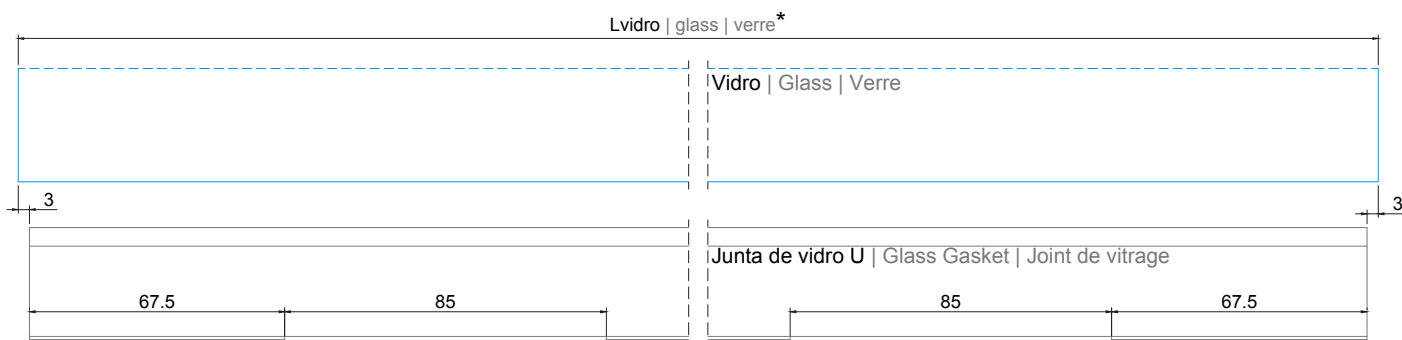 Lvidro | glass | verre*
Vidro | Glass | Verre
3
3
Junta de vidro U | Glass Gasket | Joint de vitrage
67.5 85 85 67.5